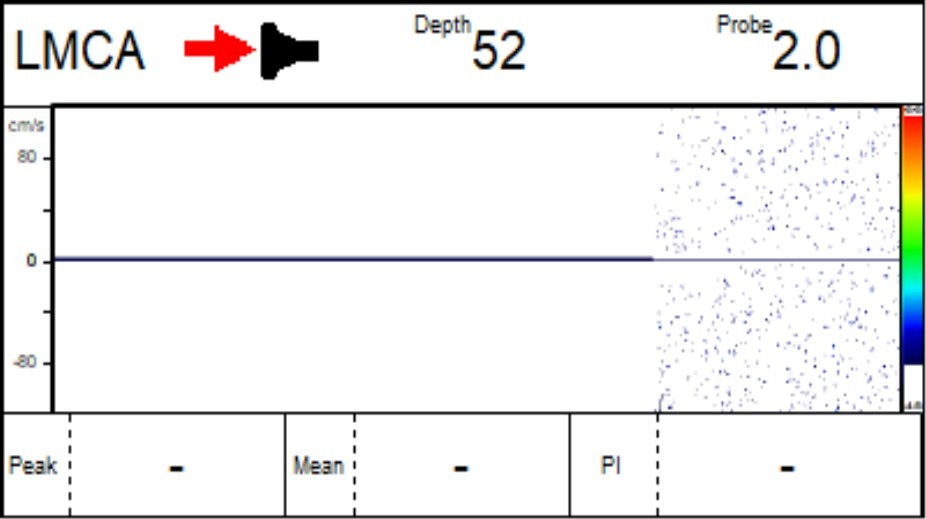 LMCA Depth 52 Probe 2.0
cm/s
80
0
-80
Peak - Mean - PI -